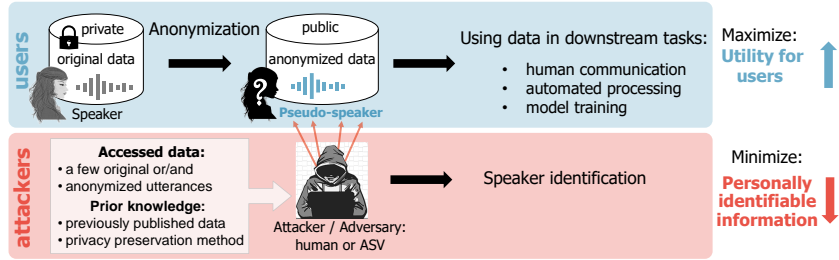 users
private
original data
Speaker
Anonymization
public
anonymized data
?
Pseudo-speaker
Using data in downstream tasks:
• human communication
• automated processing
• model training
Maximize:
Utility for
users
attackers
Accessed data:
• a few original or/and
• anonymized utterances
Prior knowledge:
• previously published data
• privacy preservation method
Attacker / Adversary:
human or ASV
Speaker identification
Minimize:
Personally
identifiable
information